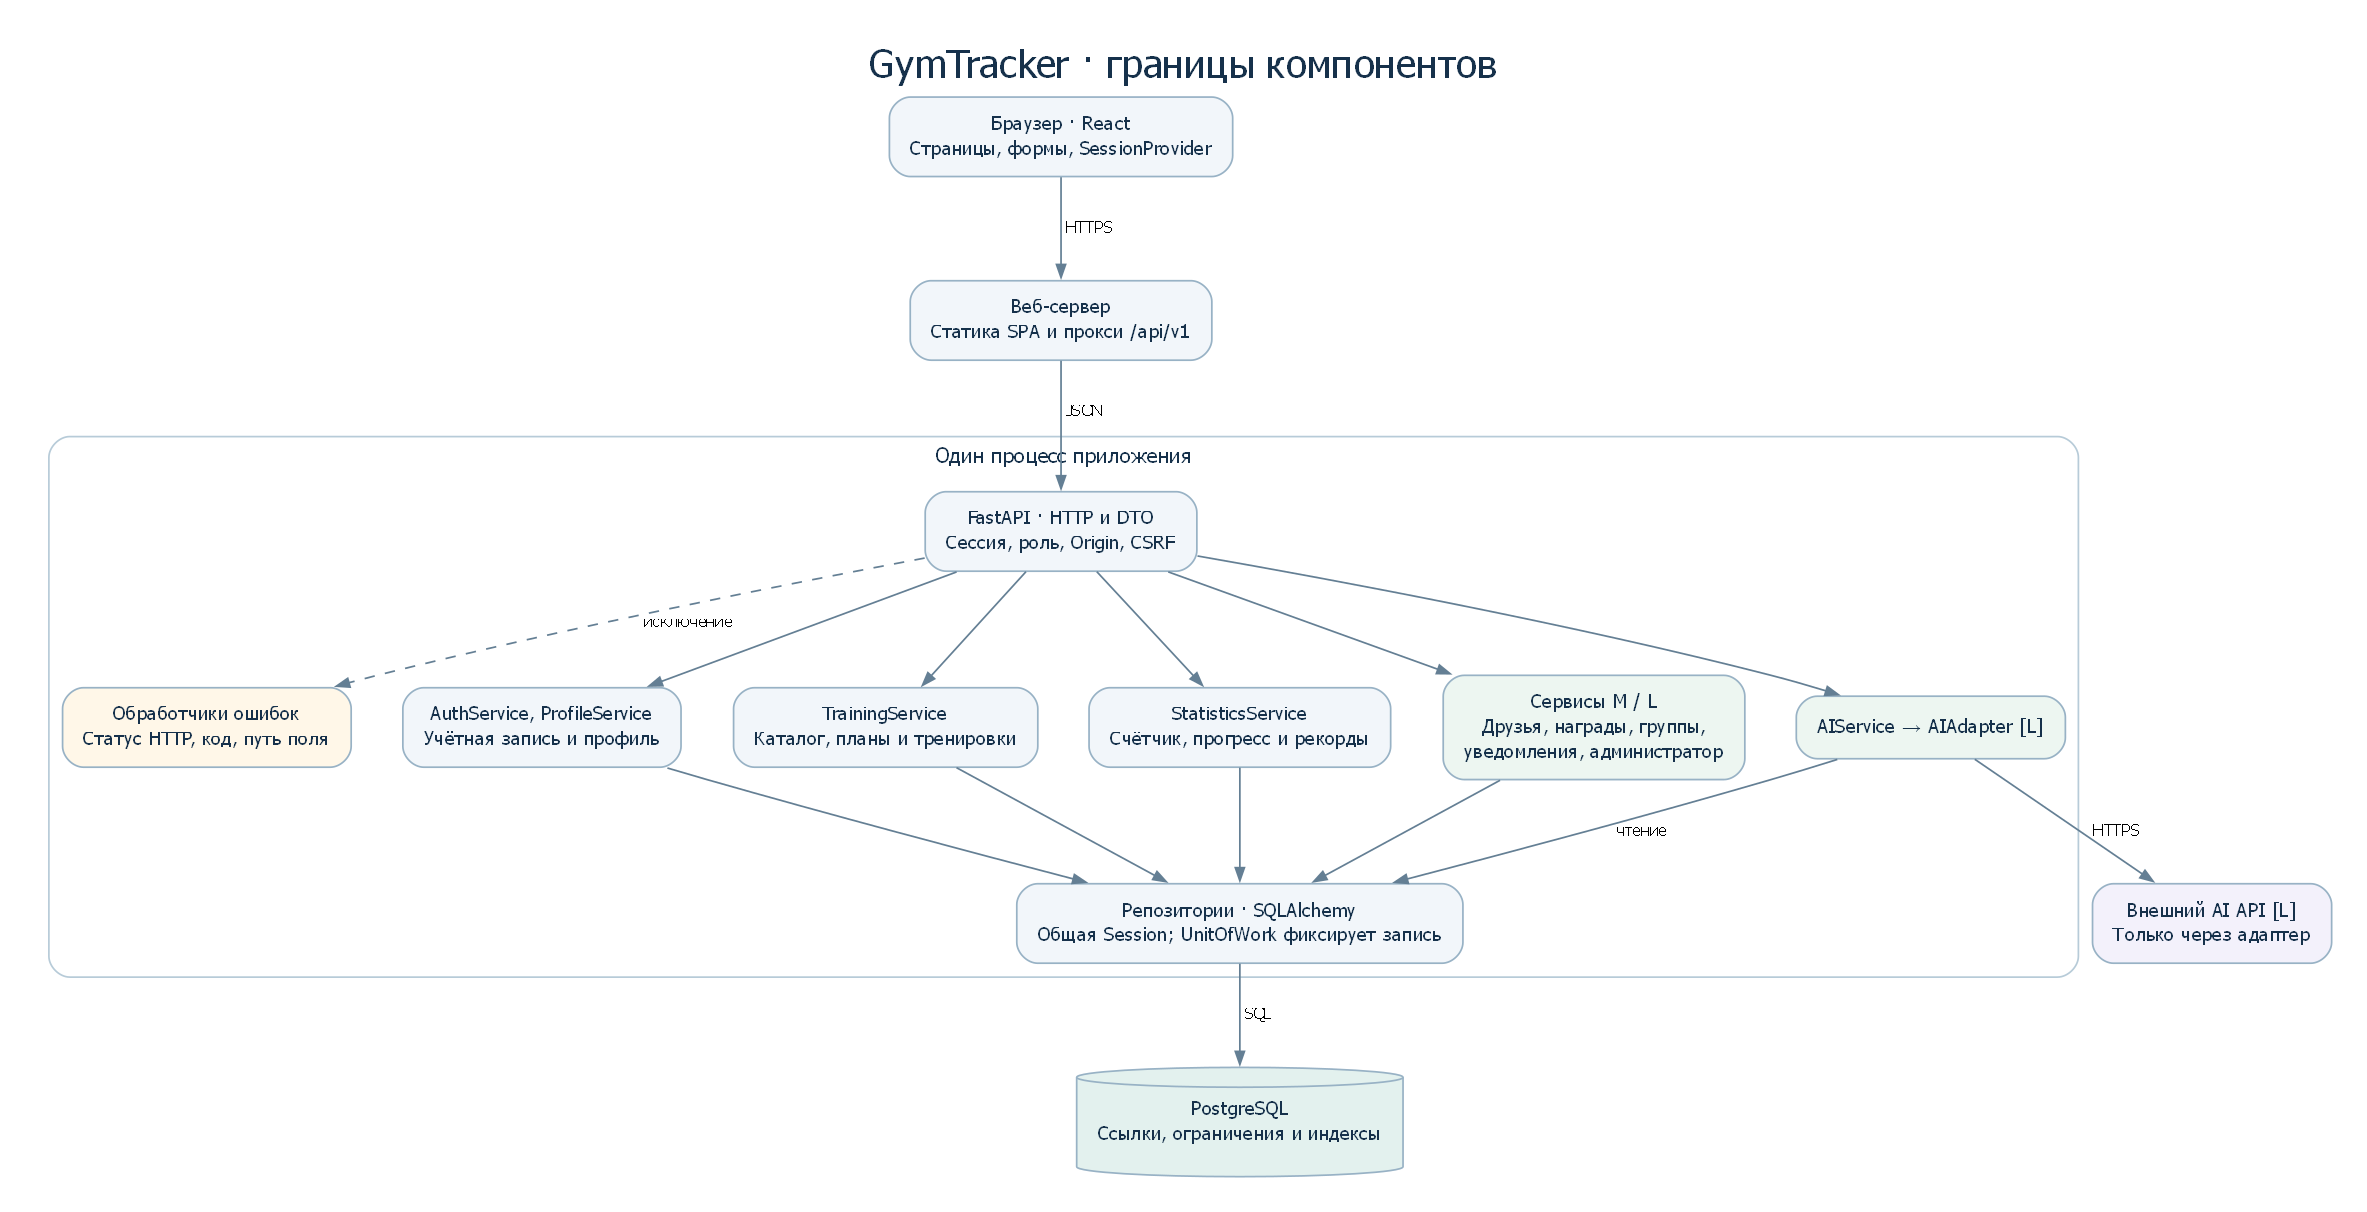 GymTracker · границы компонентов
Браузер · React
Страницы, формы, SessionProvider
HTTPS
Веб-сервер
Статика SPA и прокси /api/v1
JSON
Один процесс приложения
FastAPI · HTTP и DTO
Сессия, роль, Origin, CSRF
исключение
Обработчики ошибок
Статус HTTP, код, путь поля
AuthService, ProfileService
Учётная запись и профиль
TrainingService
Каталог, планы и тренировки
StatisticsService
Счётчик, прогресс и рекорды
Сервисы M / L
Друзья, награды, группы,
уведомления, администратор
AIService → AIAdapter [L]
чтение
HTTPS
Репозитории · SQLAlchemy
Общая Session; UnitOfWork фиксирует запись
Внешний AI API [L]
Только через адаптер
SQL
PostgreSQL
Ссылки, ограничения и индексы